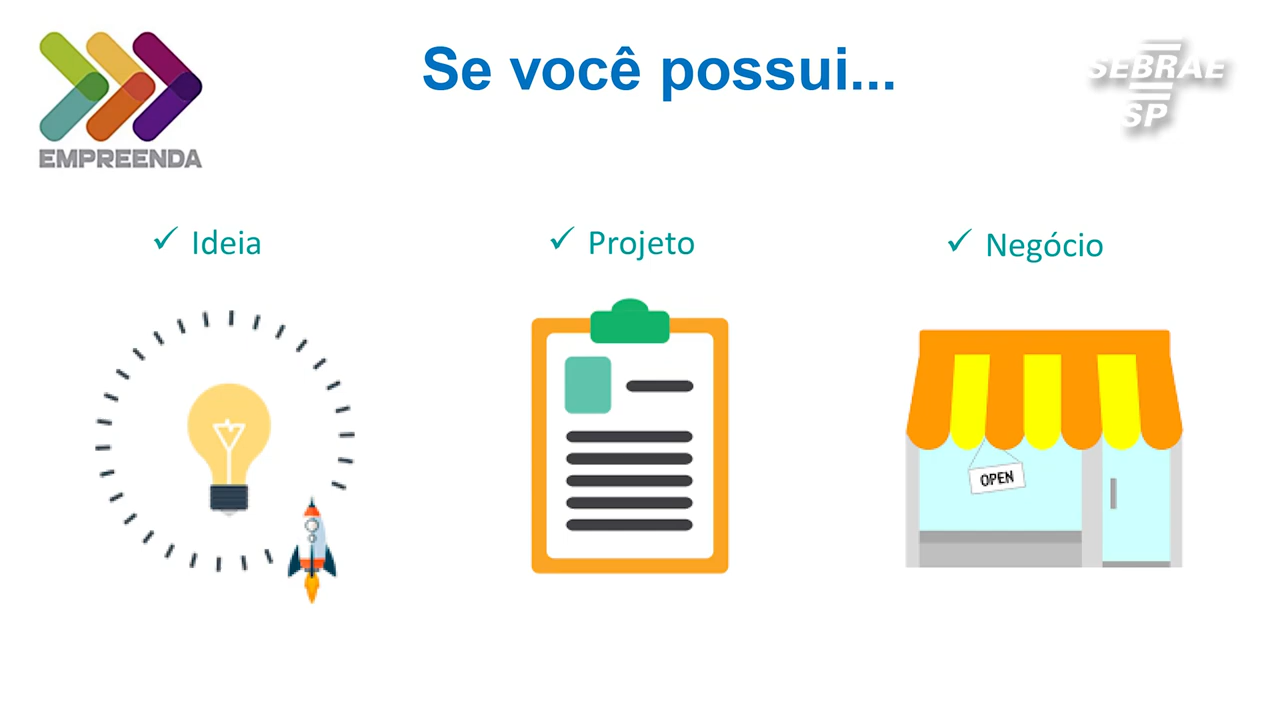 Se você possui...
EMPREENDA
SEBRAE
SP
✓ Ideia
✓ Projeto
✓ Negócio
OPEN